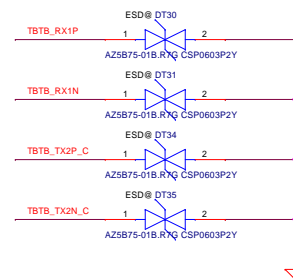 ESD@ DT30
TBTB_RX1P 1 2
AZ5B75-01B.R7G CSP0603P2Y
ESD@ DT31
TBTB_RX1N 1 2
AZ5B75-01B.R7G CSP0603P2Y
ESD@ DT34
TBTB_TX2P_C 1 2
AZ5B75-01B.R7G CSP0603P2Y
ESD@ DT35
TBTB_TX2N_C 1 2
AZ5B75-01B.R7G CSP0603P2Y